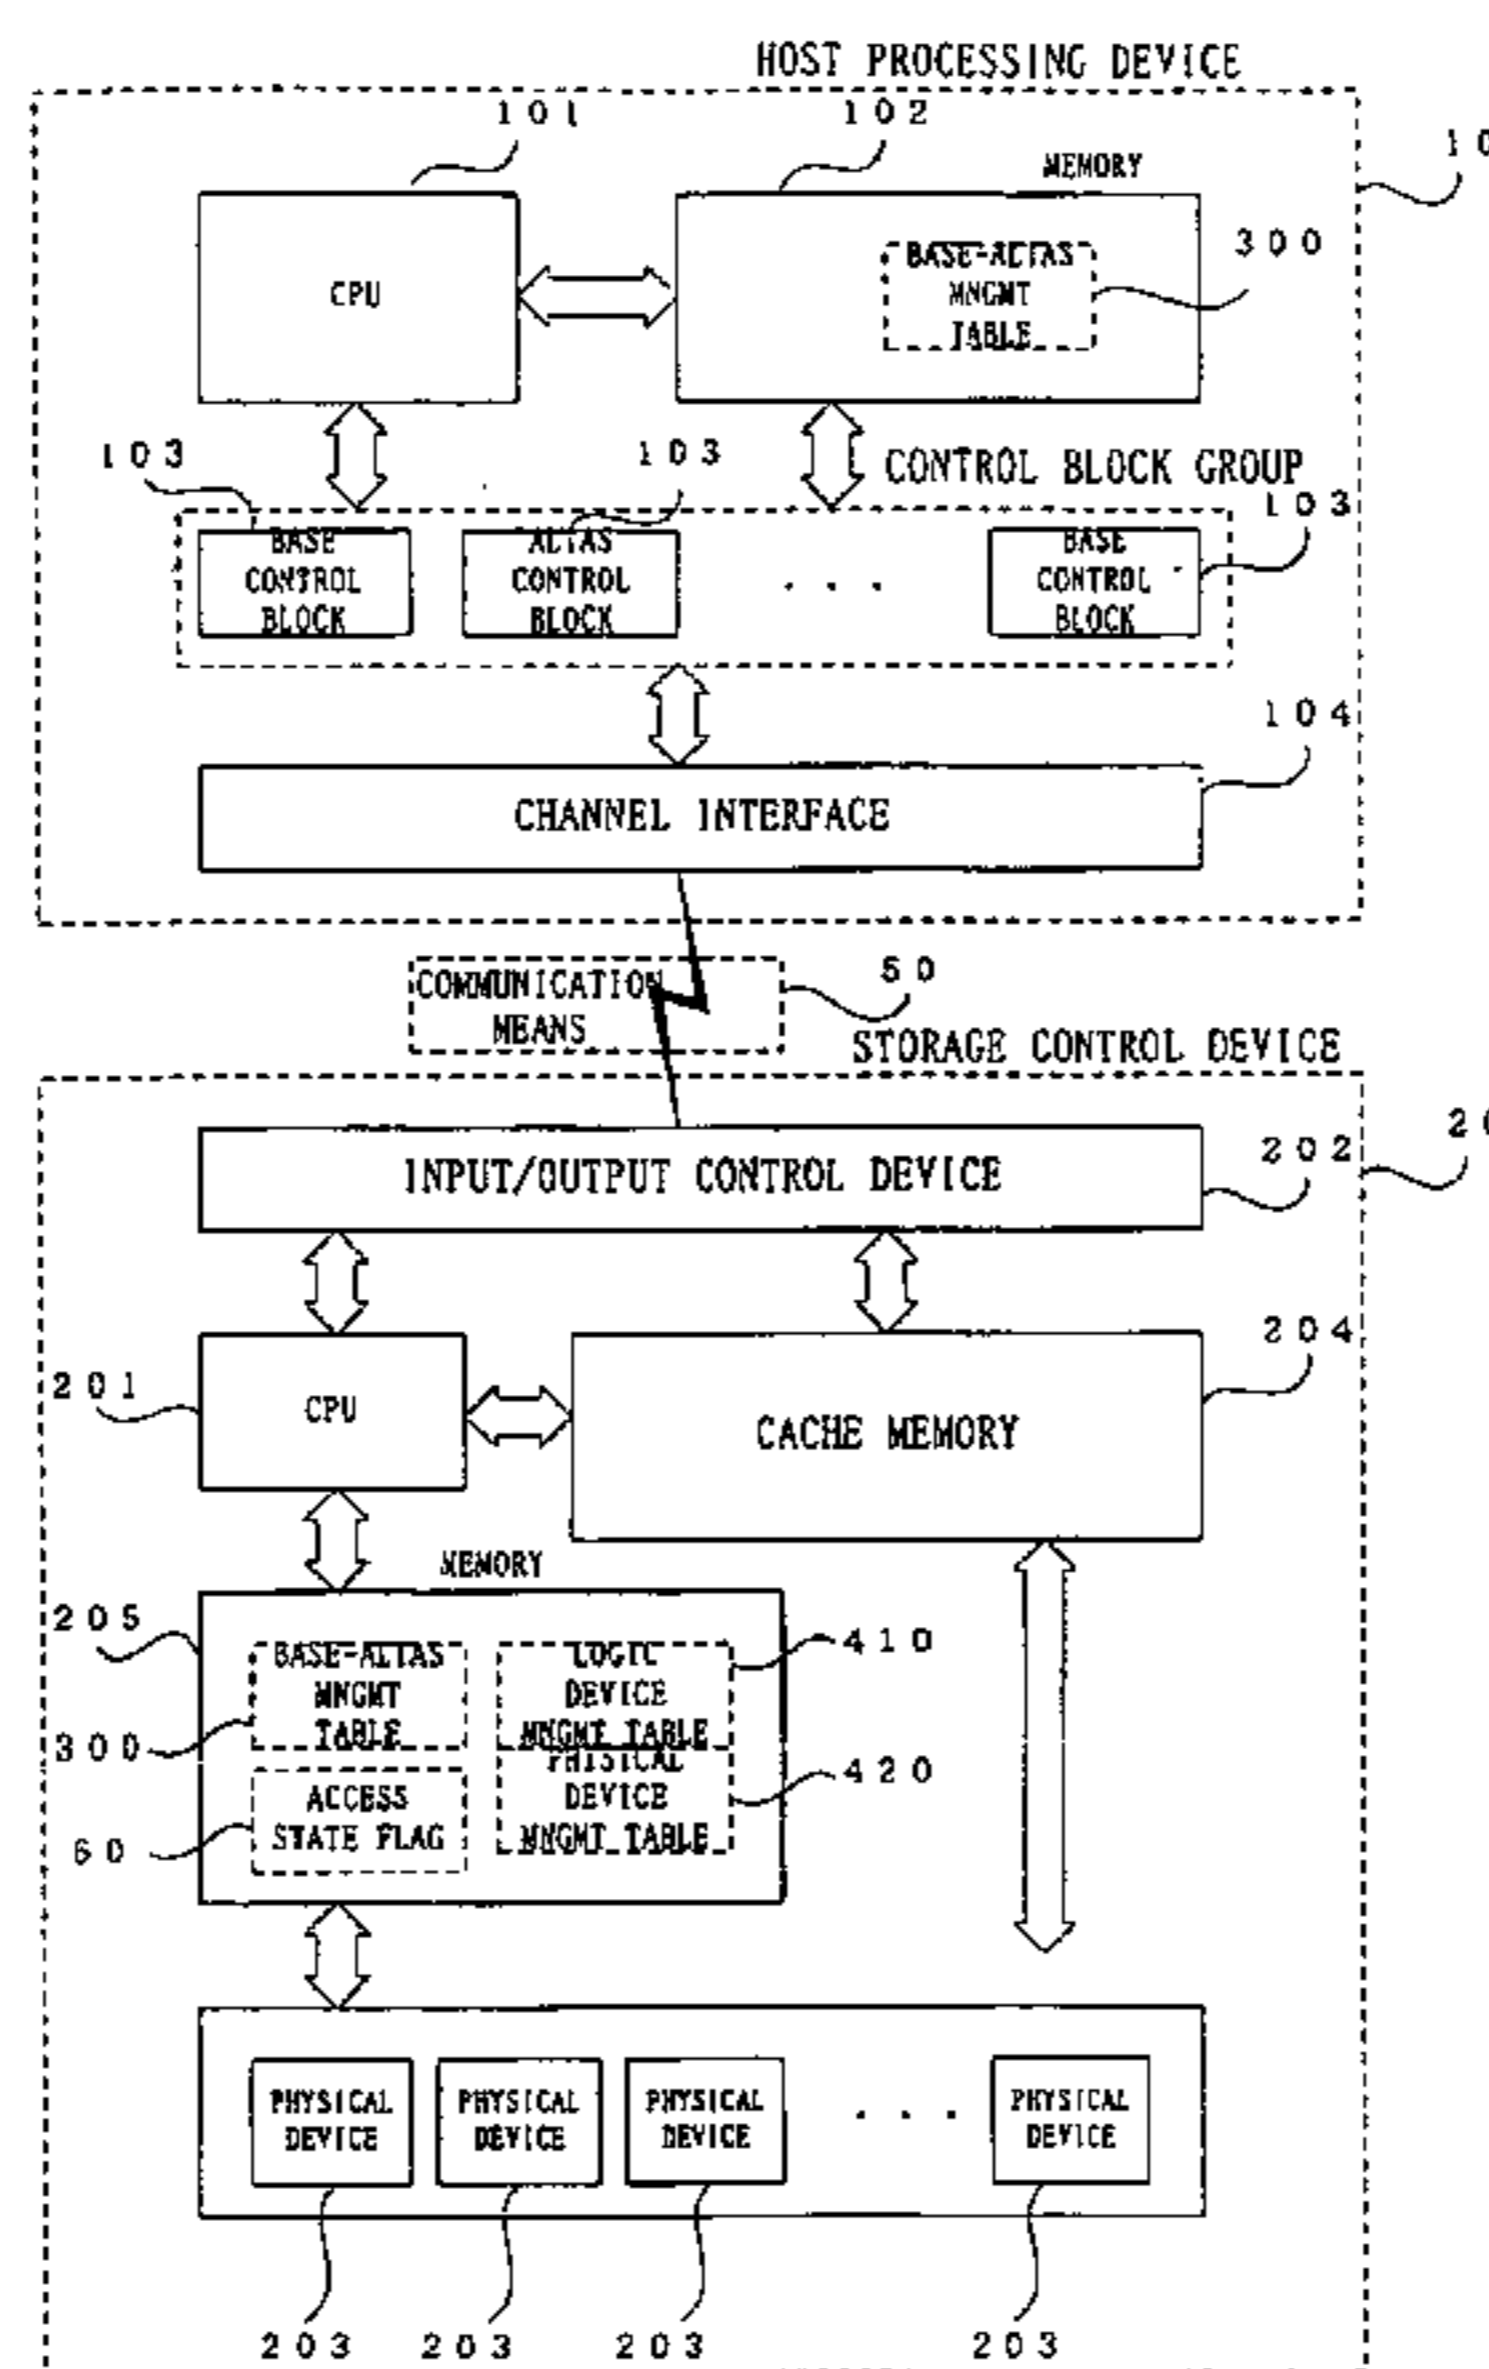 HOST PROCESSING DEVICE
101
102
10
MEMORY
300
CPU
BASE-ALIAS
MNGMT
TABLE
103
103
CONTROL BLOCK GROUP
103
BASE
CONTROL
BLOCK
ALIAS
CONTROL
BLOCK
. . .
BASE
CONTROL
BLOCK
104
CHANNEL INTERFACE
COMMUNICATION
MEANS
50
STORAGE CONTROL DEVICE
20
INPUT/OUTPUT CONTROL DEVICE
202
201
CPU
204
CACHE MEMORY
MEMORY
205
BASE-ALIAS
MNGMT
TABLE
300
LOGIC
DEVICE
MNGMT TABLE
410
PHYSICAL
DEVICE
MNGMT TABLE
420
ACCESS
STATE FLAG
60
PHYSICAL
DEVICE
PHYSICAL
DEVICE
PHYSICAL
DEVICE
. . .
PHYSICAL
DEVICE
203
203
203
203